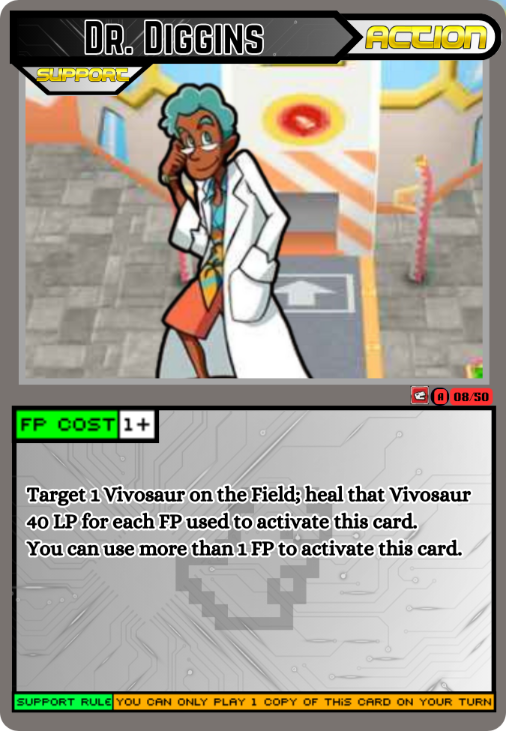 DR. DIGGINS
ACTION
SUPPORT
A 08/50
FP COST 1+
Target 1 Vivosaur on the Field; heal that Vivosaur
40 LP for each FP used to activate this card.
You can use more than 1 FP to activate this card.
SUPPORT RULE YOU CAN ONLY PLAY 1 COPY OF THIS CARD ON YOUR TURN